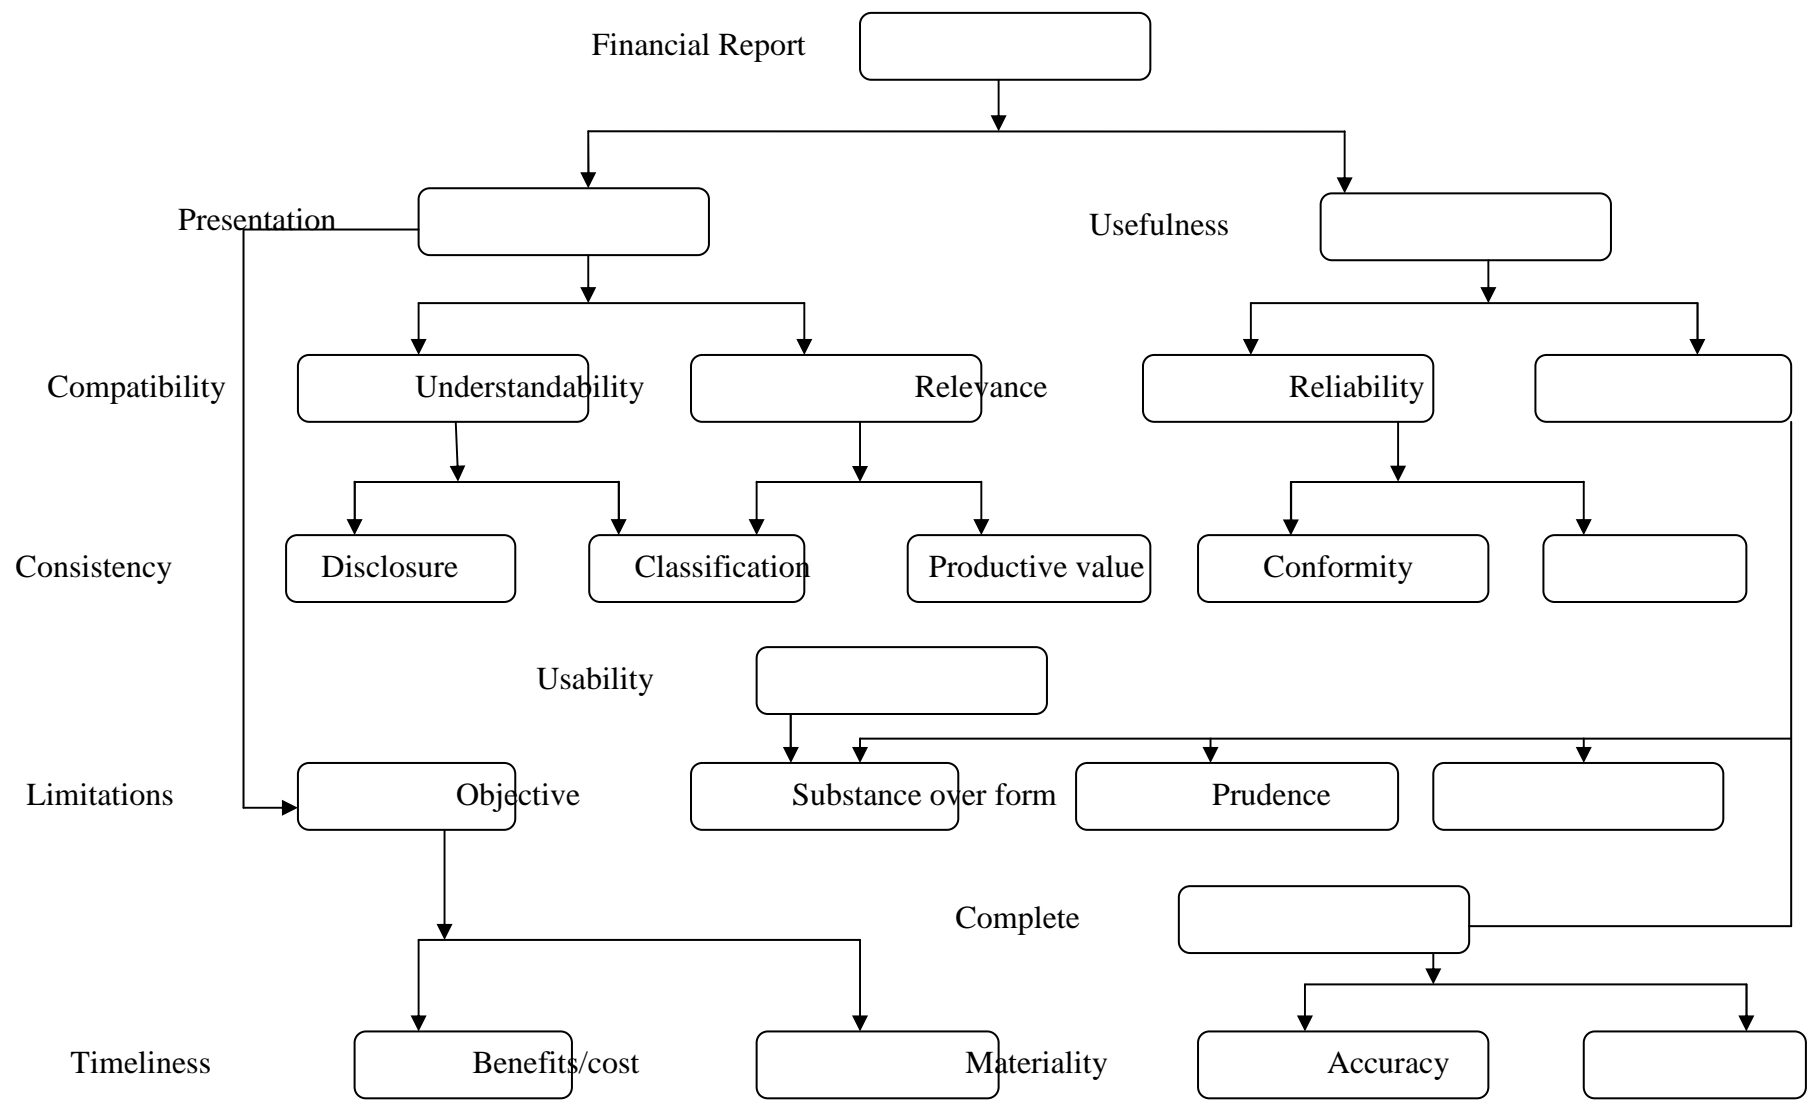 Financial Report
Presentation Usefulness
Compatibility Understandability Relevance Reliability
Consistency Disclosure Classification Productive value Conformity
Usability
Limitations Objective Substance over form Prudence
Complete
Timeliness Benefits/cost Materiality Accuracy